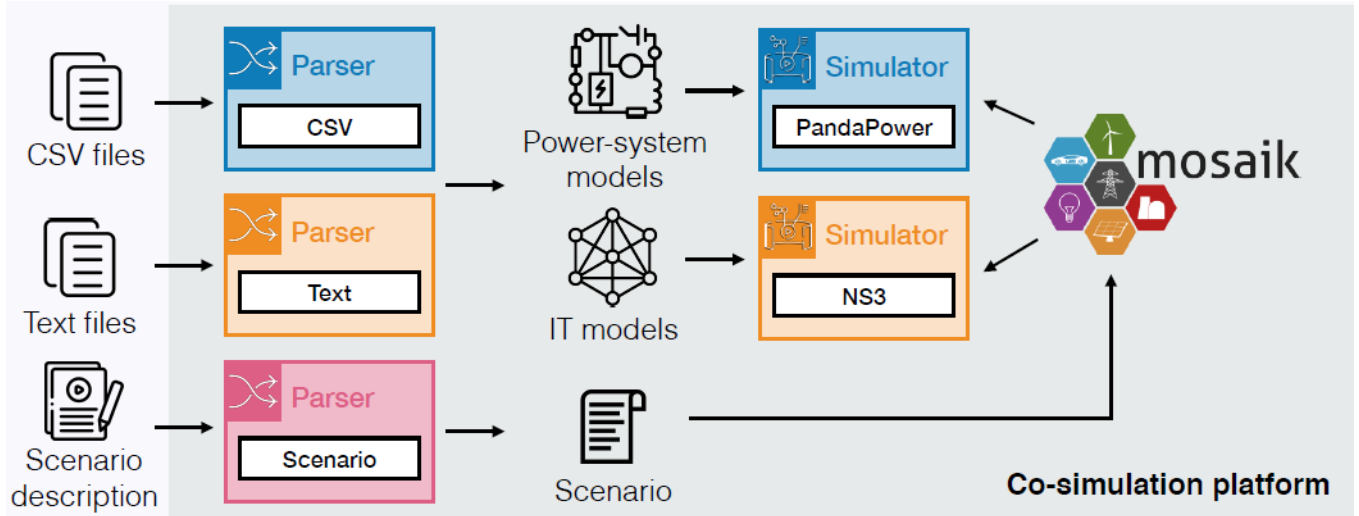 CSV files
Parser
CSV
Power-system
models
Simulator
PandaPower
mosaik
Text files
Parser
Text
IT models
Simulator
NS3
Scenario
description
Parser
Scenario
Scenario
Co-simulation platform